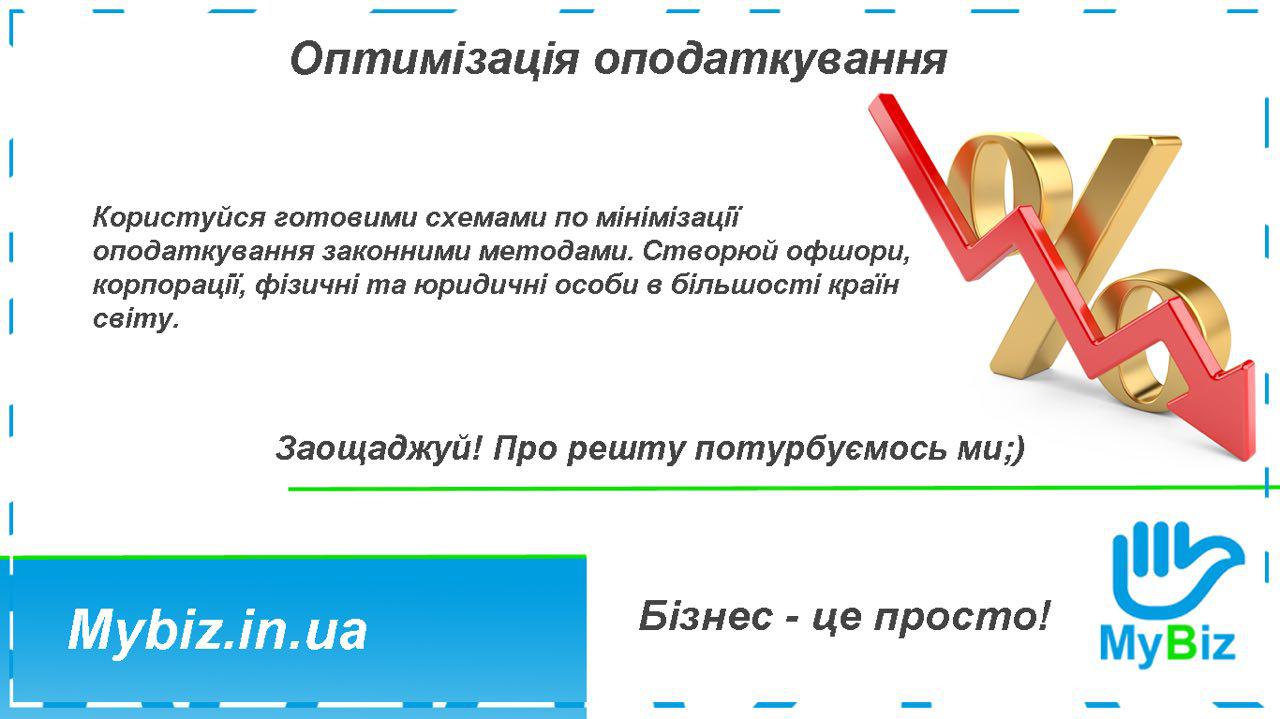 Оптимізація оподаткування
Користуйся готовими схемами по мінімізації
оподаткування законними методами. Створюй офшори,
корпорації, фізичні та юридичні особи в більшості країн
світу.
Заощаджуй! Про решту потурбуємось ми;)
Mybiz.in.ua
Бізнес - це просто!
MyBiz